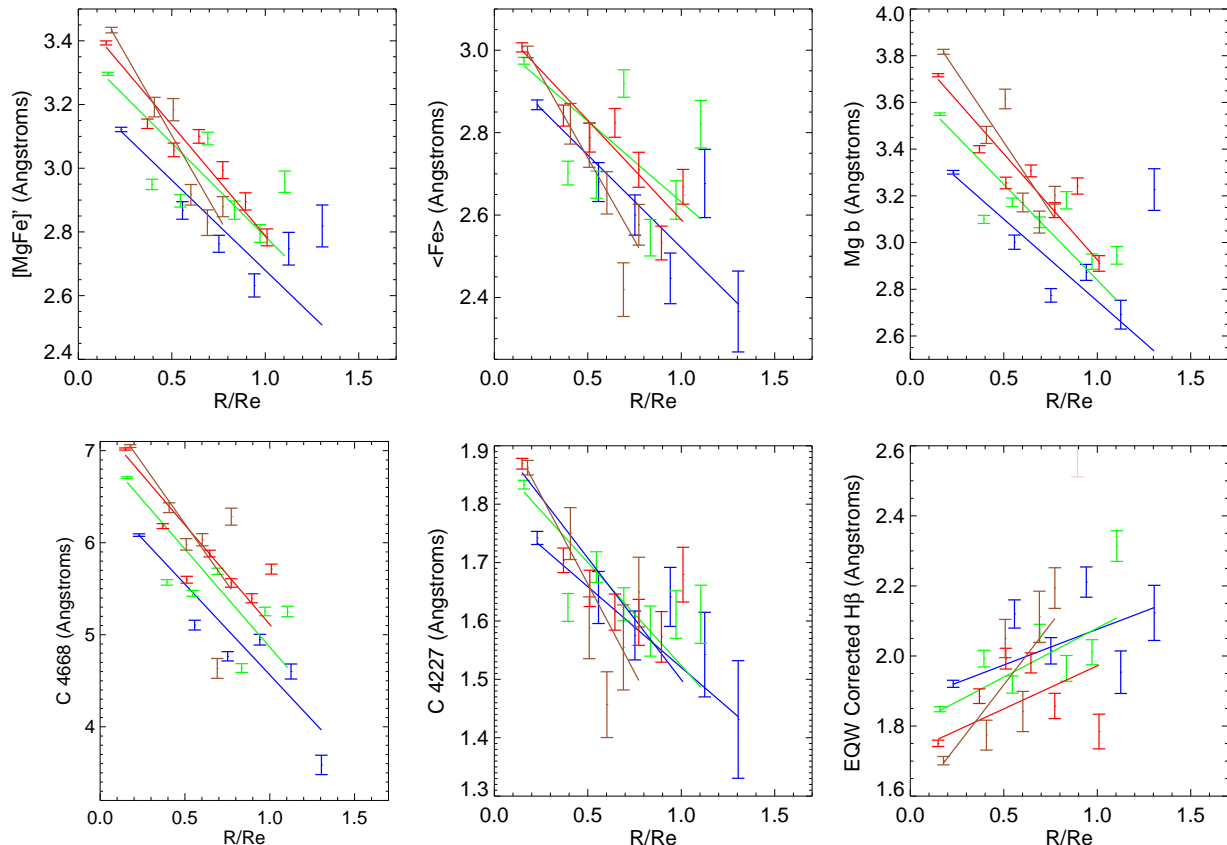 [MgFe]' (Angstroms)
3.4
3.2
3.0
2.8
2.6
2.4
0.0 0.5 1.0 1.5
R/Re
<Fe> (Angstroms)
3.0
2.8
2.6
2.4
0.0 0.5 1.0 1.5
R/Re
Mg b (Angstroms)
4.0
3.8
3.6
3.4
3.2
3.0
2.8
2.6
2.4
0.0 0.5 1.0 1.5
R/Re
C 4668 (Angstroms)
7
6
5
4
0.0 0.5 1.0 1.5
R/Re
C 4227 (Angstroms)
1.9
1.8
1.7
1.6
1.5
1.4
1.3
0.0 0.5 1.0 1.5
R/Re
EQW Corrected Hβ (Angstroms)
2.6
2.4
2.2
2.0
1.8
1.6
0.0 0.5 1.0 1.5
R/Re